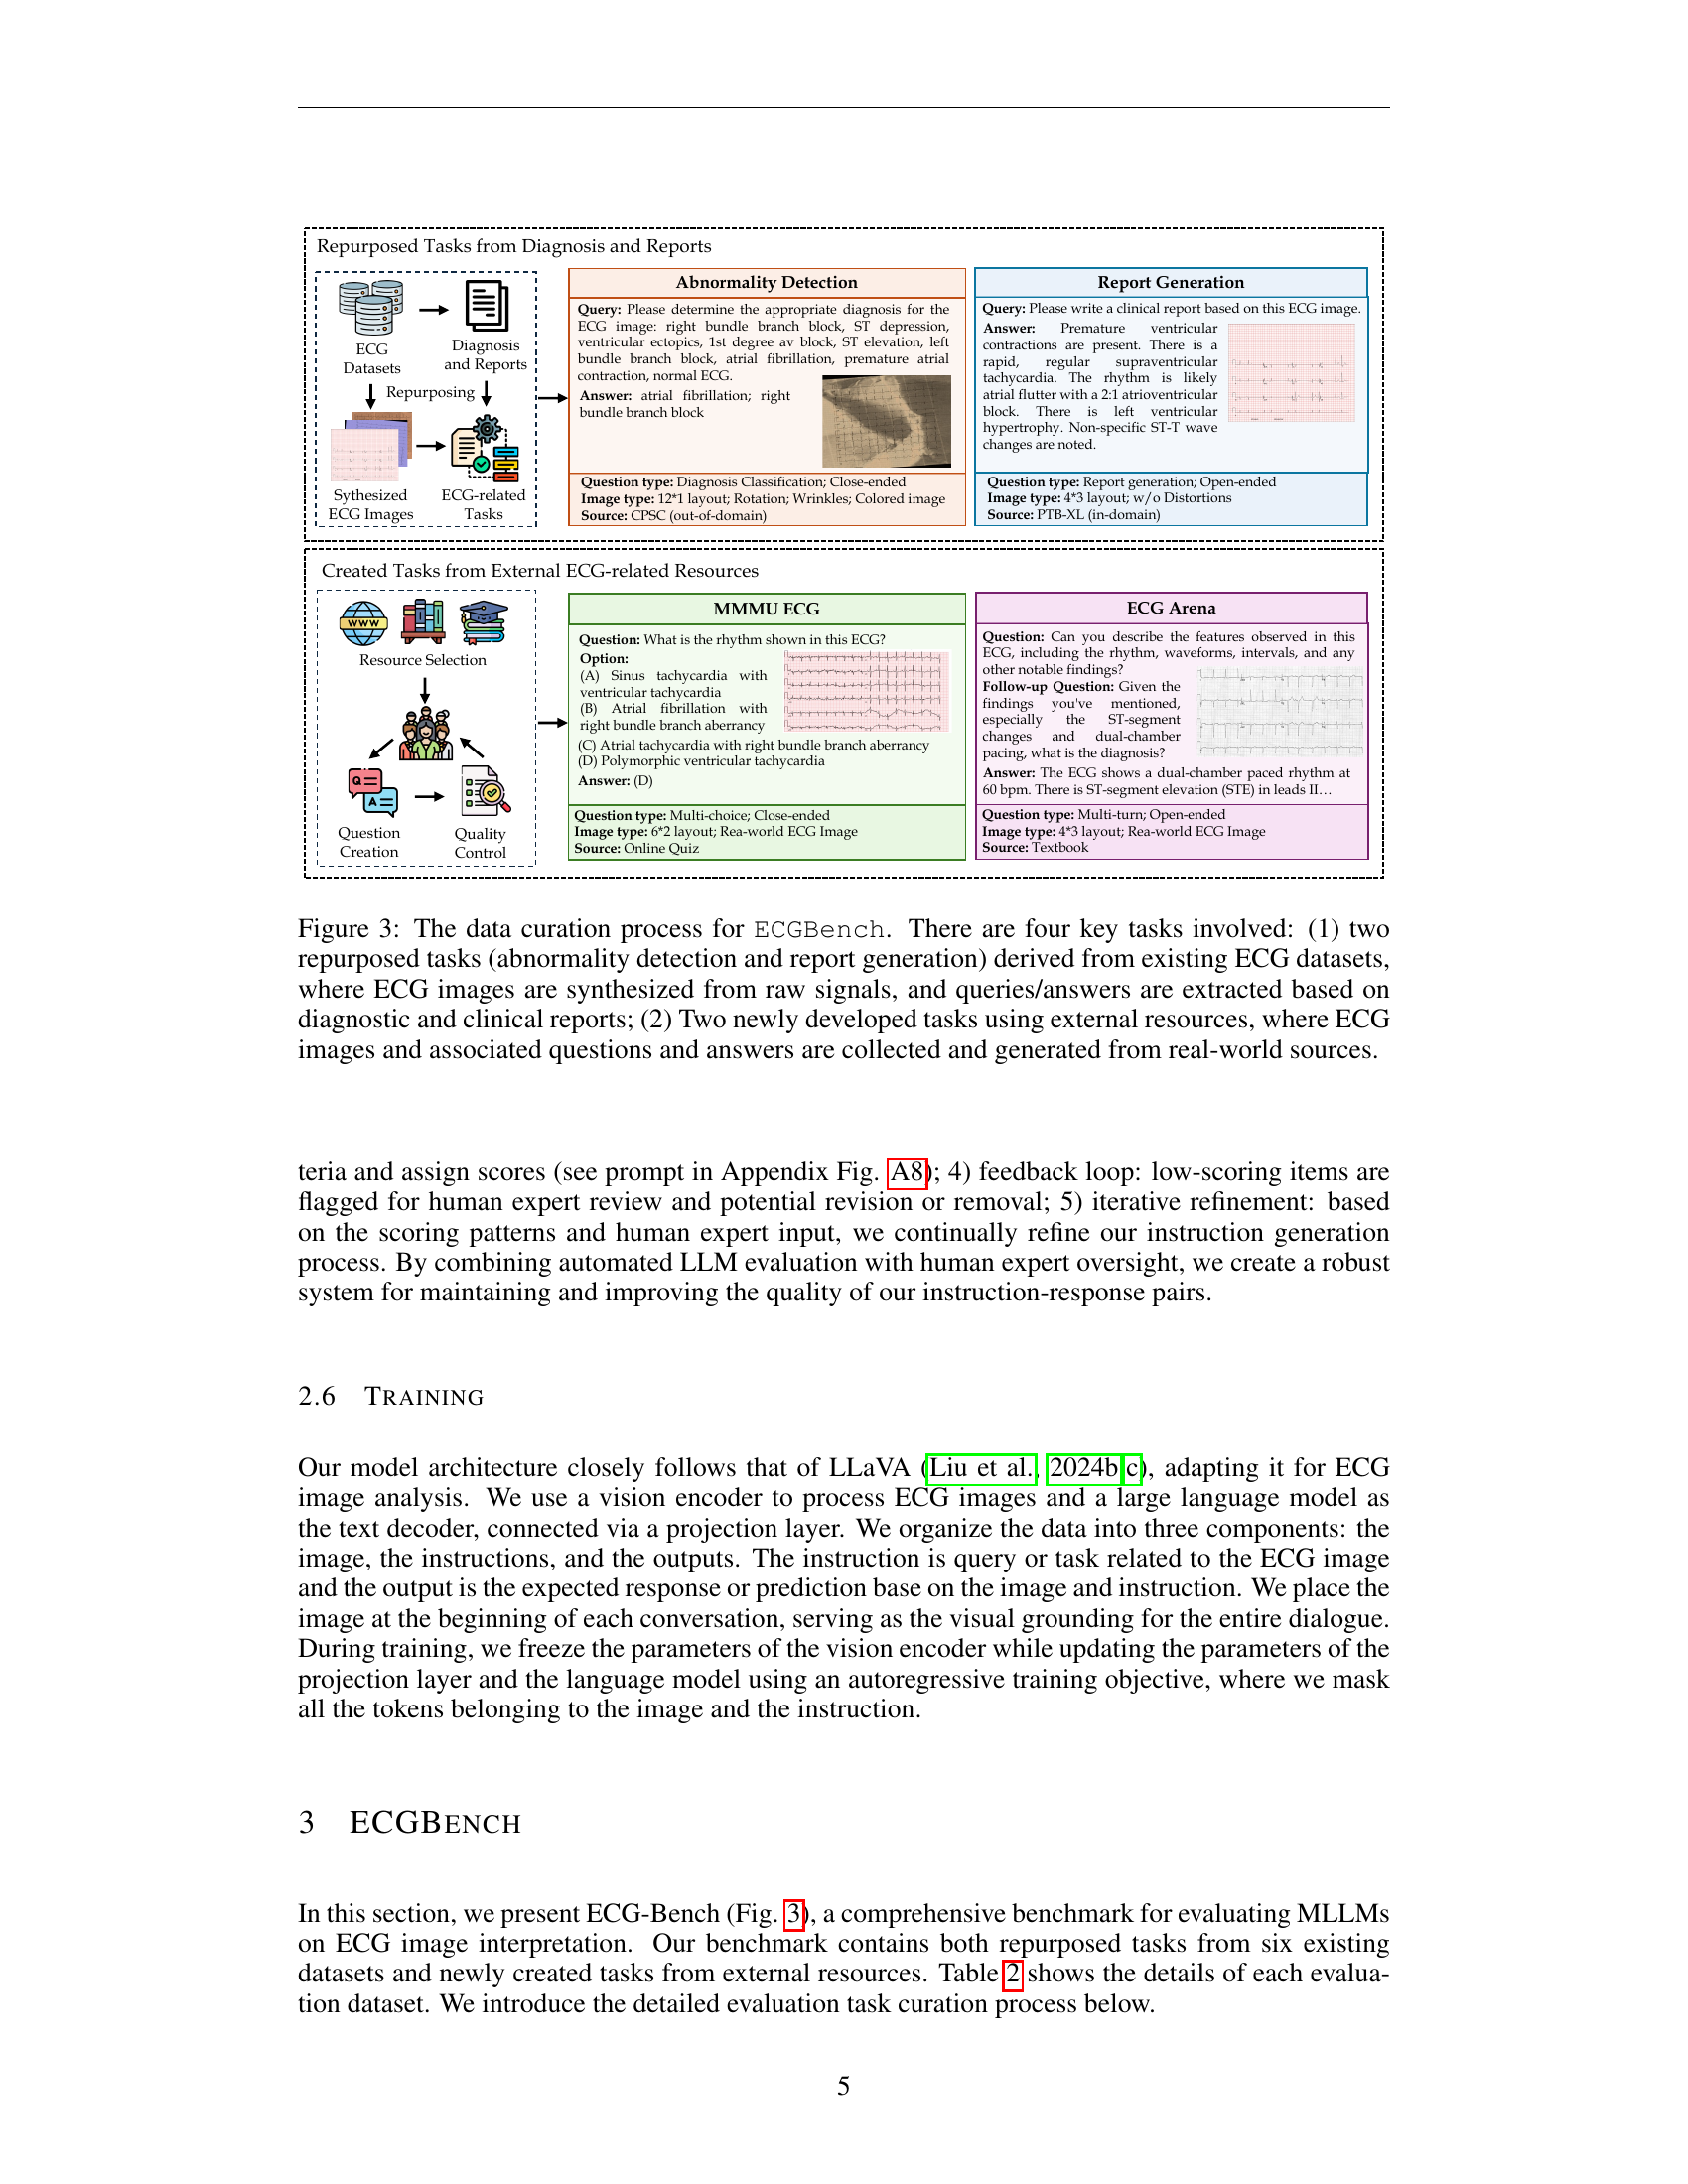 Repurposed Tasks from Diagnosis and Reports
ECG
Datasets
Diagnosis
and Reports
Repurposing
Sythesized
ECG Images
ECG-related
Tasks
Abnormality Detection
Query: Please determine the appropriate diagnosis for the
ECG image: right bundle branch block, ST depression,
ventricular ectopics, 1st degree av block, ST elevation, left
bundle branch block, atrial fibrillation, premature atrial
contraction, normal ECG.
Answer: atrial fibrillation; right
bundle branch block
Question type: Diagnosis Classification; Close-ended
Image type: 12*1 layout; Rotation; Wrinkles; Colored image
Source: CPSC (out-of-domain)
Report Generation
Query: Please write a clinical report based on this ECG image.
Answer: Premature ventricular
contractions are present. There is a
rapid, regular supraventricular
tachycardia. The rhythm is likely
atrial flutter with a 2:1 atrioventricular
block. There is left ventricular
hypertrophy. Non-specific ST-T wave
changes are noted.
Question type: Report generation; Open-ended
Image type: 4*3 layout; w/o Distortions
Source: PTB-XL (in-domain)
Created Tasks from External ECG-related Resources
WWW
Resource Selection
Q
A
Question
Creation
Quality
Control
MMMU ECG
Question: What is the rhythm shown in this ECG?
Option:
(A) Sinus tachycardia with
ventricular tachycardia
(B) Atrial fibrillation with
right bundle branch aberrancy
(C) Atrial tachycardia with right bundle branch aberrancy
(D) Polymorphic ventricular tachycardia
Answer: (D)
Question type: Multi-choice; Close-ended
Image type: 6*2 layout; Rea-world ECG Image
Source: Online Quiz
ECG Arena
Question: Can you describe the features observed in this
ECG, including the rhythm, waveforms, intervals, and any
other notable findings?
Follow-up Question: Given the
findings you've mentioned,
especially the ST-segment
changes and dual-chamber
pacing, what is the diagnosis?
Answer: The ECG shows a dual-chamber paced rhythm at
60 bpm. There is ST-segment elevation (STE) in leads II…
Question type: Multi-turn; Open-ended
Image type: 4*3 layout; Rea-world ECG Image
Source: Textbook
Figure 3: The data curation process for ECGBench. There are four key tasks involved: (1) two
repurposed tasks (abnormality detection and report generation) derived from existing ECG datasets,
where ECG images are synthesized from raw signals, and queries/answers are extracted based on
diagnostic and clinical reports; (2) Two newly developed tasks using external resources, where ECG
images and associated questions and answers are collected and generated from real-world sources.
teria and assign scores (see prompt in Appendix Fig. A8); 4) feedback loop: low-scoring items are
flagged for human expert review and potential revision or removal; 5) iterative refinement: based
on the scoring patterns and human expert input, we continually refine our instruction generation
process. By combining automated LLM evaluation with human expert oversight, we create a robust
system for maintaining and improving the quality of our instruction-response pairs.
2.6 TRAINING
Our model architecture closely follows that of LLaVA (Liu et al., 2024b;c), adapting it for ECG
image analysis. We use a vision encoder to process ECG images and a large language model as
the text decoder, connected via a projection layer. We organize the data into three components: the
image, the instructions, and the outputs. The instruction is query or task related to the ECG image
and the output is the expected response or prediction base on the image and instruction. We place the
image at the beginning of each conversation, serving as the visual grounding for the entire dialogue.
During training, we freeze the parameters of the vision encoder while updating the parameters of the
projection layer and the language model using an autoregressive training objective, where we mask
all the tokens belonging to the image and the instruction.
3 ECGBENCH
In this section, we present ECG-Bench (Fig. 3), a comprehensive benchmark for evaluating MLLMs
on ECG image interpretation. Our benchmark contains both repurposed tasks from six existing
datasets and newly created tasks from external resources. Table 2 shows the details of each evalua-
tion dataset. We introduce the detailed evaluation task curation process below.
5